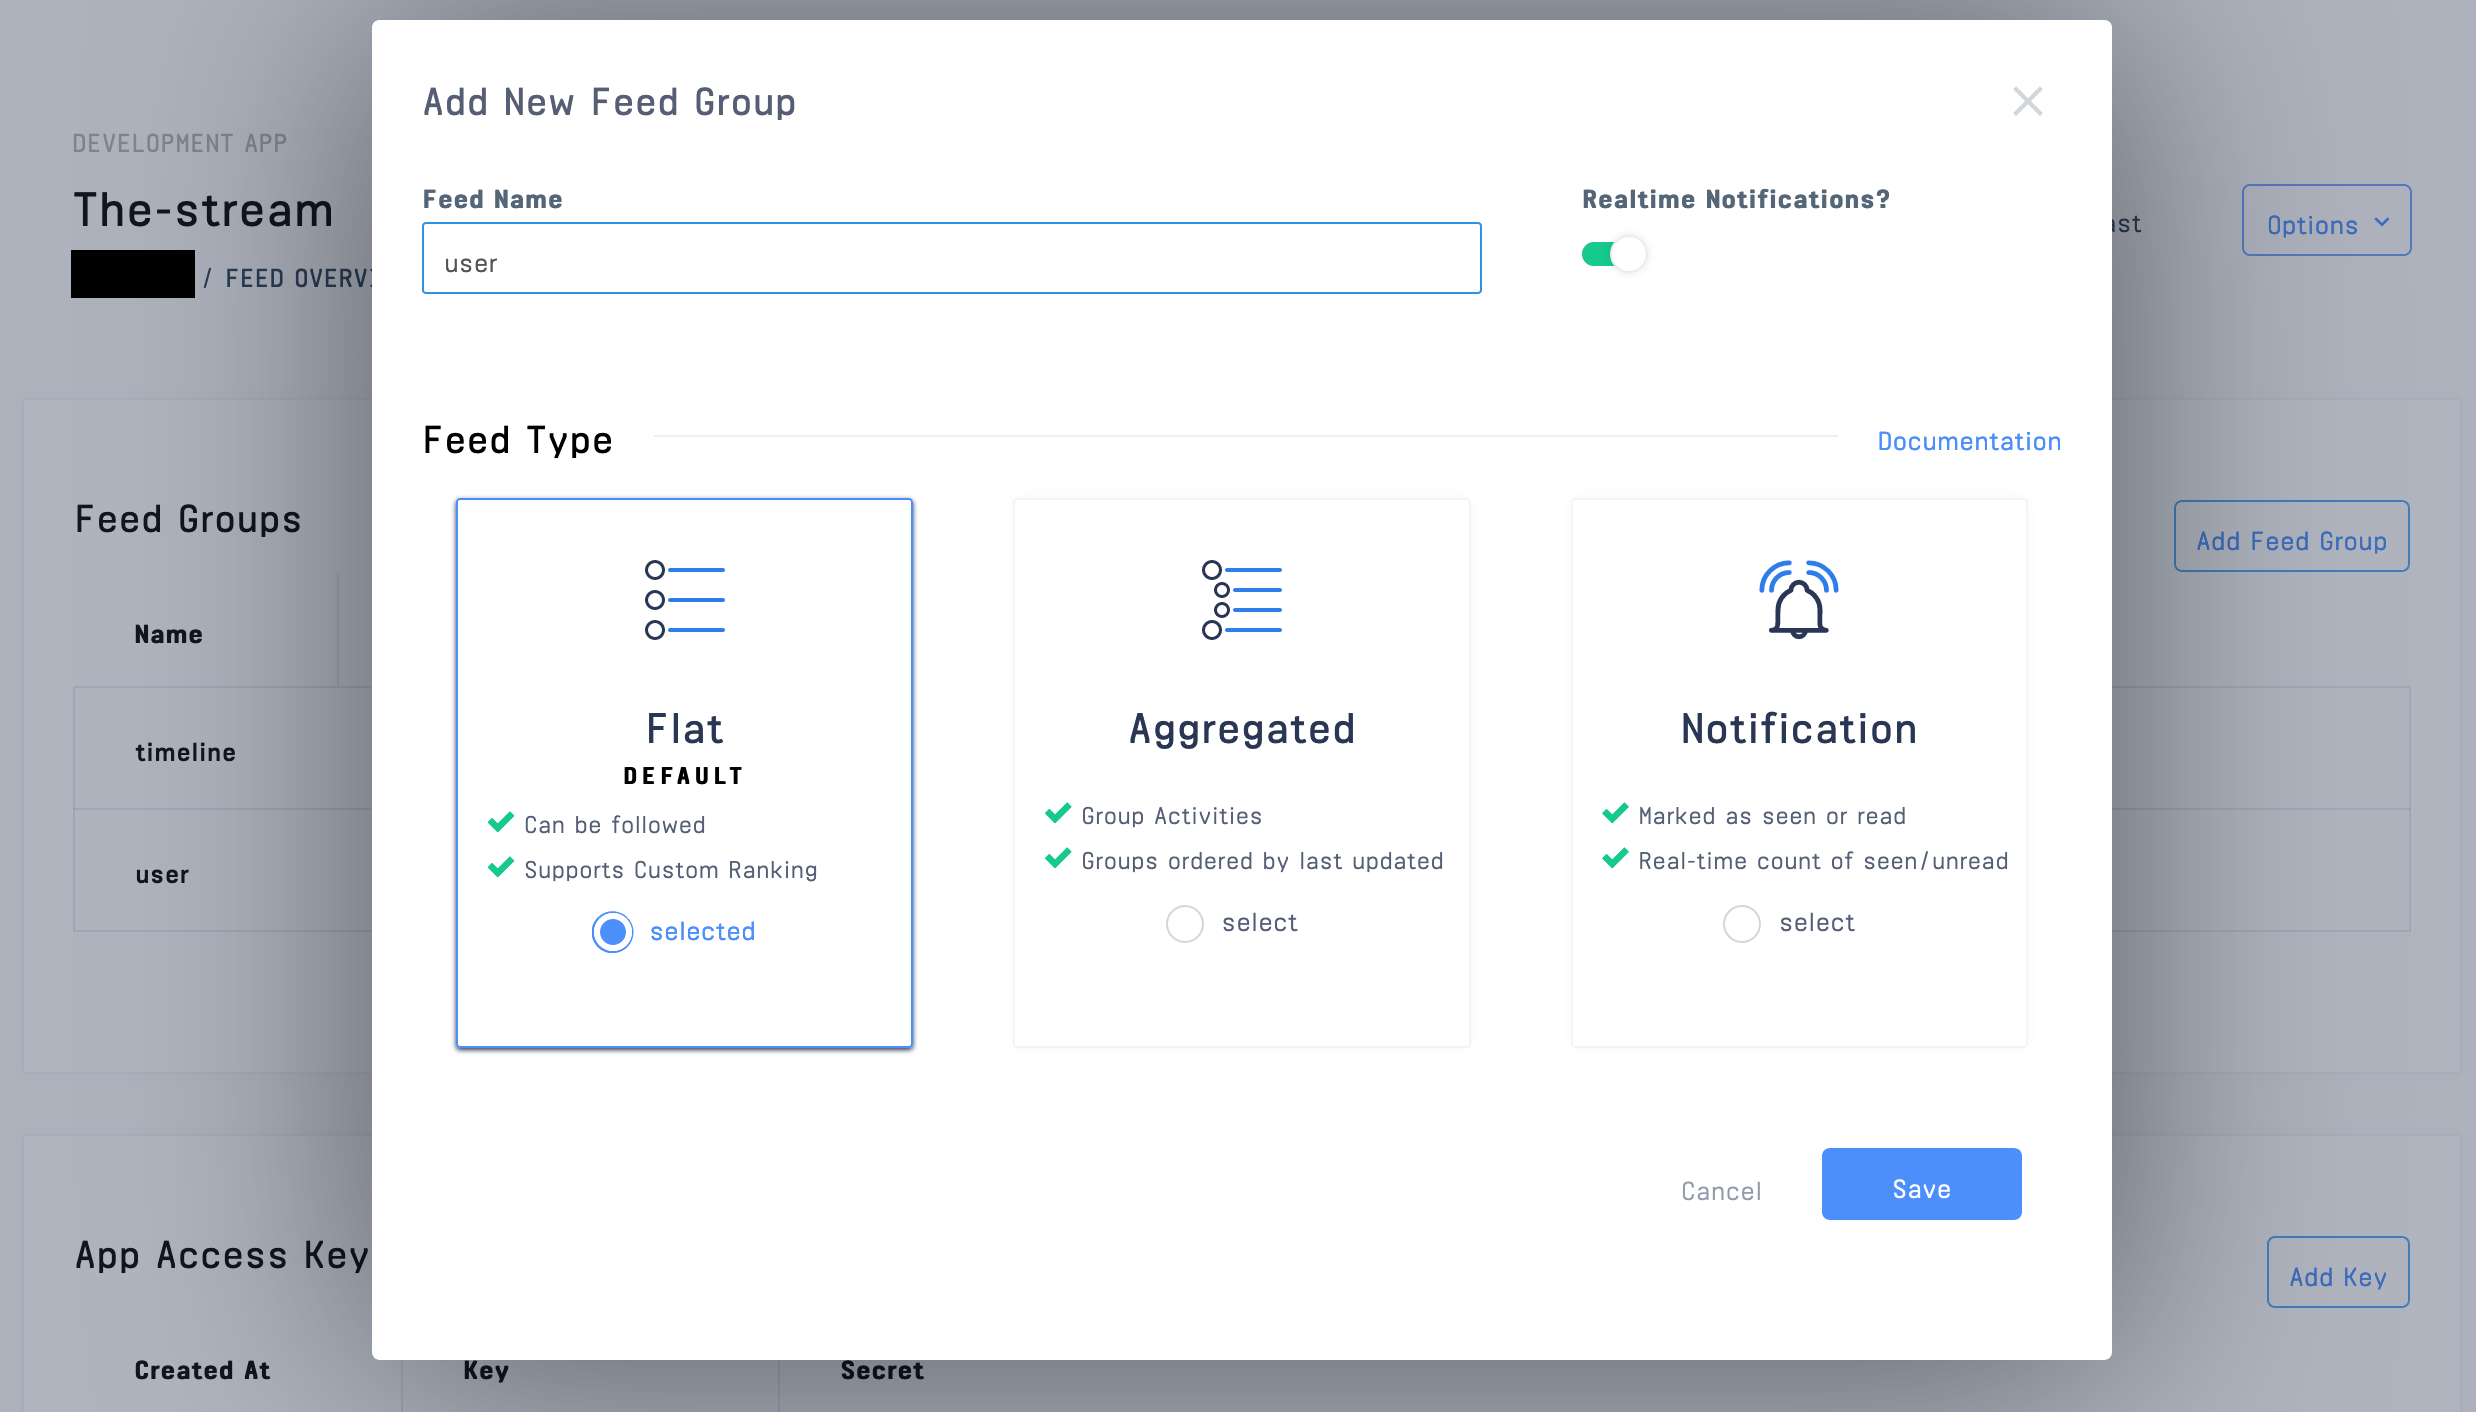 Add New Feed Group
DEVELOPMENT APP
The-stream
/ FEED OVERV
Options
Feed Name
user
Realtime Notifications?
Feed Type
Documentation
Feed Groups
Add Feed Group
Name
timeline
user
Flat
DEFAULT
Can be followed
Supports Custom Ranking
selected
Aggregated
Group Activities
Groups ordered by last updated
select
Notification
Marked as seen or read
Real-time count of seen/unread
select
Cancel
Save
App Access Key
Add Key
Created At
Key
Secret